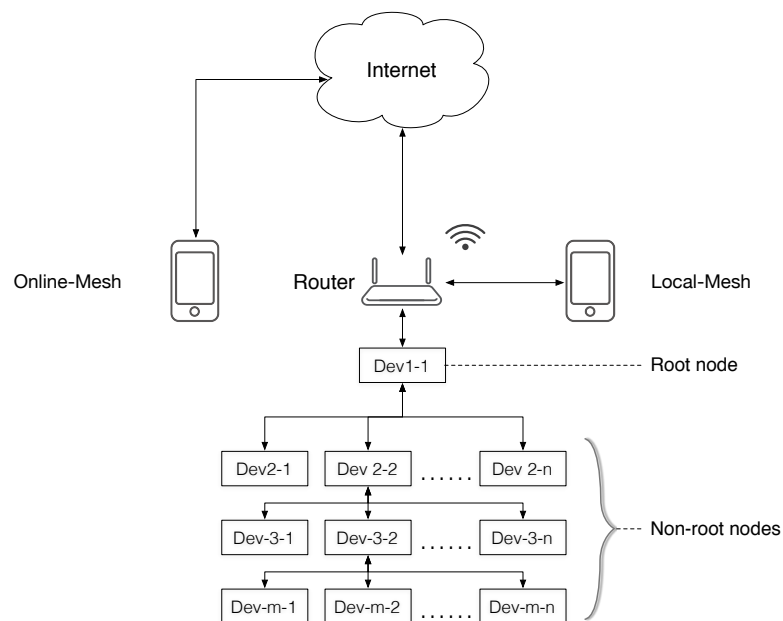 Internet
Online-Mesh
Router
Local-Mesh
Dev1-1
Root node
Dev2-1 Dev 2-2 ...... Dev 2-n
Dev-3-1 Dev-3-2 ...... Dev-3-n
Non-root nodes
Dev-m-1 Dev-m-2 ...... Dev-m-n